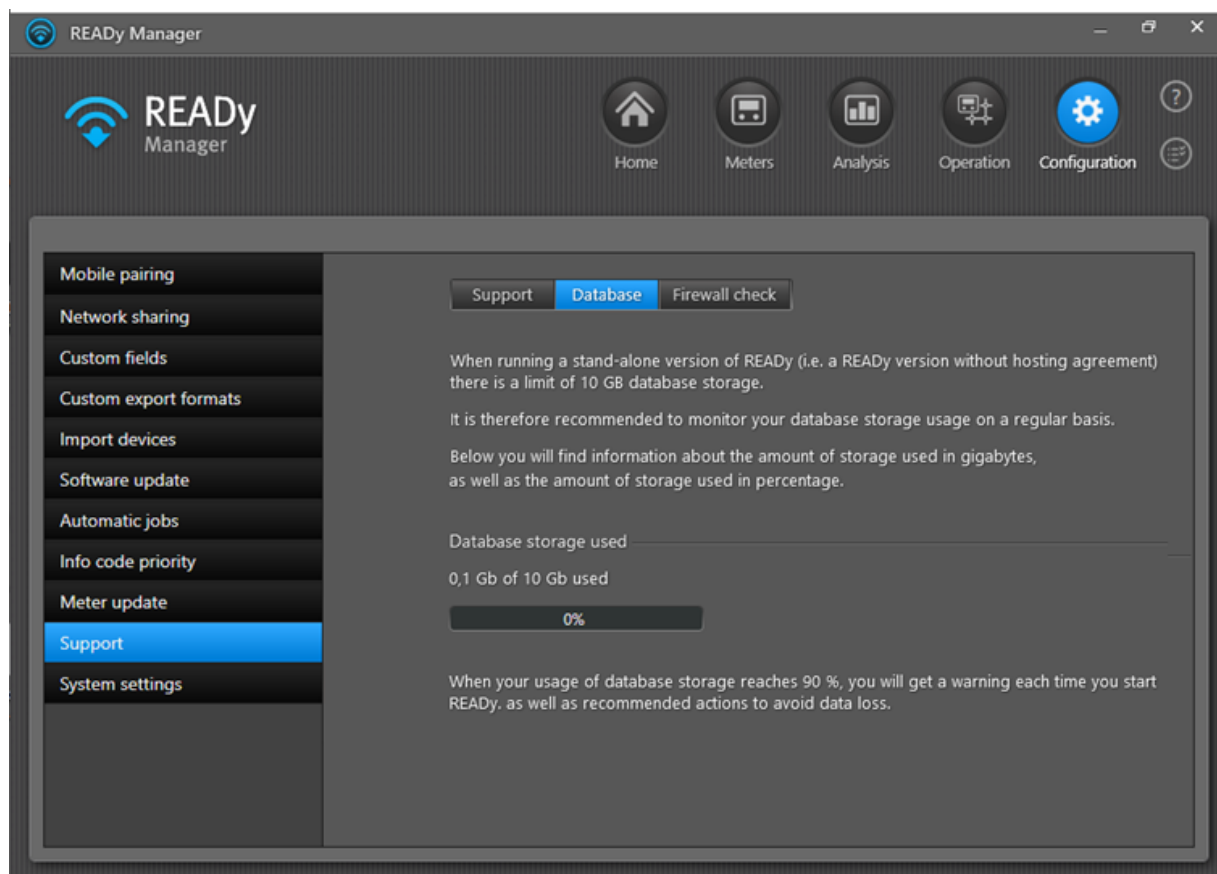 READy Manager
READy
Manager
Home
Meters
Analysis
Operation
Configuration
?
Mobile pairing
Network sharing
Custom fields
Custom export formats
Import devices
Software update
Automatic jobs
Info code priority
Meter update
Support
System settings
Support
Database
Firewall check
When running a stand-alone version of READy (i.e. a READy version without hosting agreement)
there is a limit of 10 GB database storage.
It is therefore recommended to monitor your database storage usage on a regular basis.
Below you will find information about the amount of storage used in gigabytes,
as well as the amount of storage used in percentage.
Database storage used
0,1 Gb of 10 Gb used
0%
When your usage of database storage reaches 90 %, you will get a warning each time you start
READy. as well as recommended actions to avoid data loss.